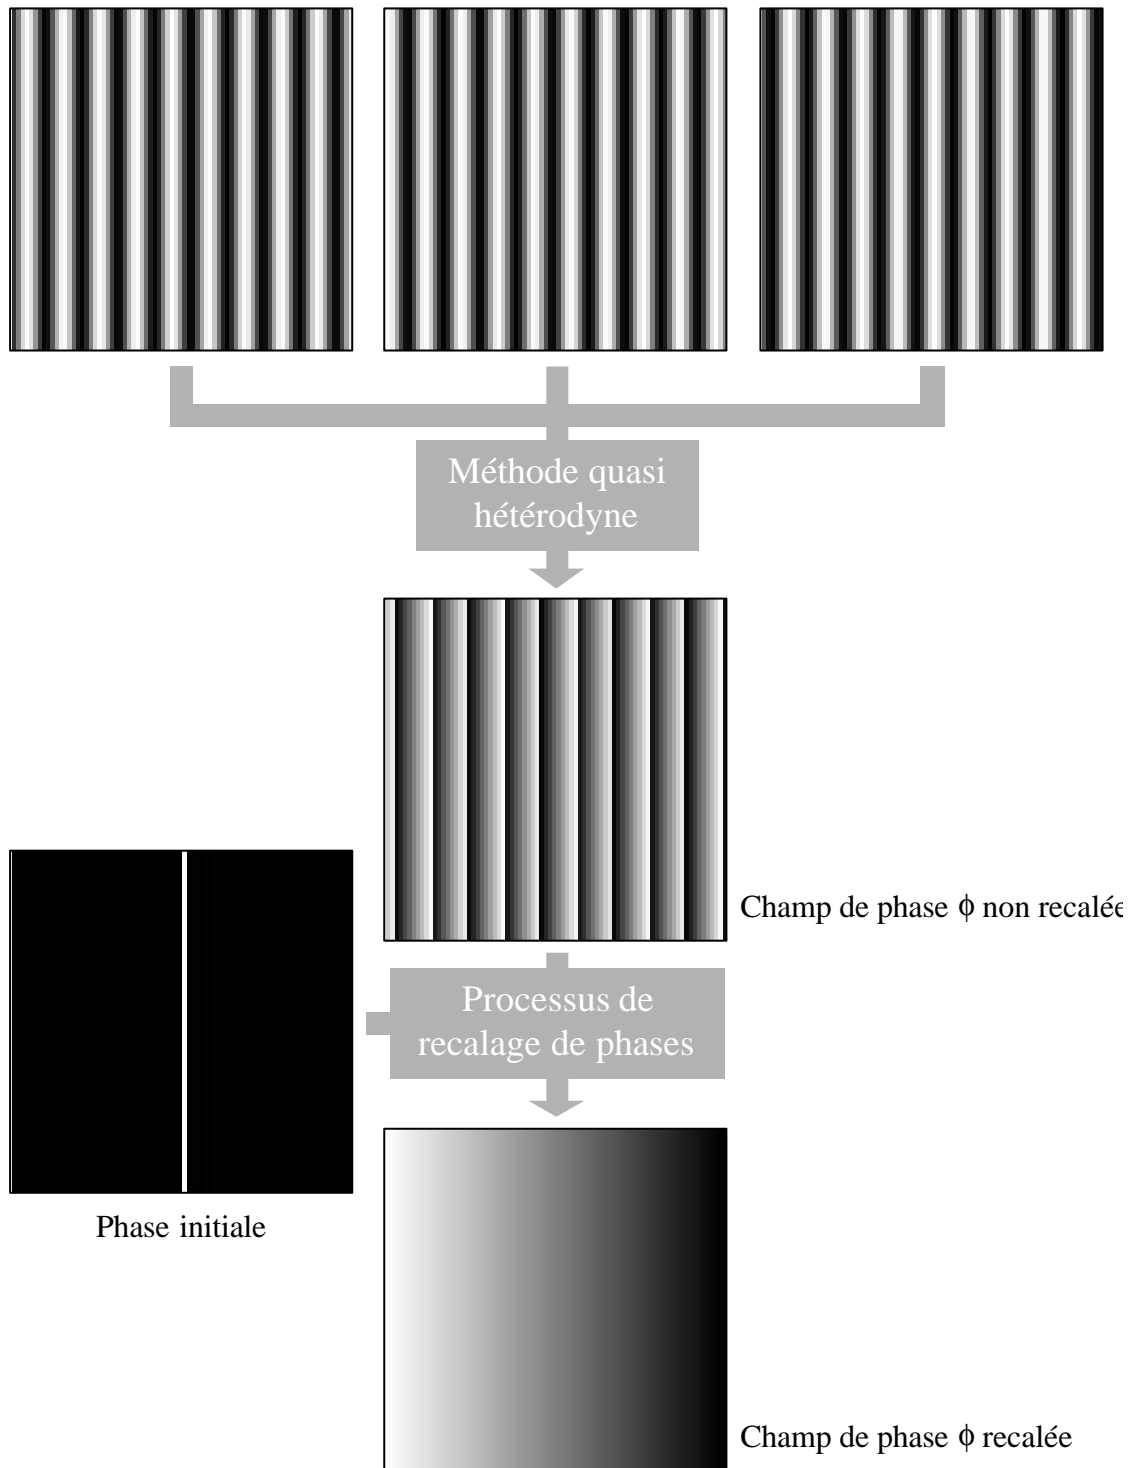 Méthode quasi
hétérodyne
Champ de phase ϕ non recalée
Processus de
recalage de phases
Phase initiale
Champ de phase ϕ recalée